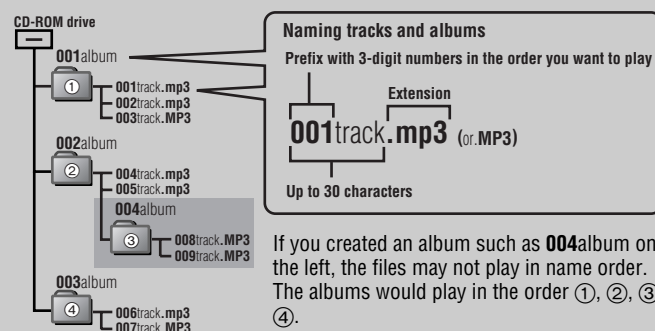 CD-ROM drive
001album
①
001track.mp3
002track.mp3
003track.MP3
002album
②
004track.mp3
005track.mp3
004album
③
008track.MP3
009track.MP3
003album
④
006track.mp3
007track.MP3
Naming tracks and albums
Prefix with 3-digit numbers in the order you want to play
Extension
001track.mp3 (or.MP3)
Up to 30 characters
If you created an album such as 004album on
the left, the files may not play in name order.
The albums would play in the order ①, ②, ③
④.